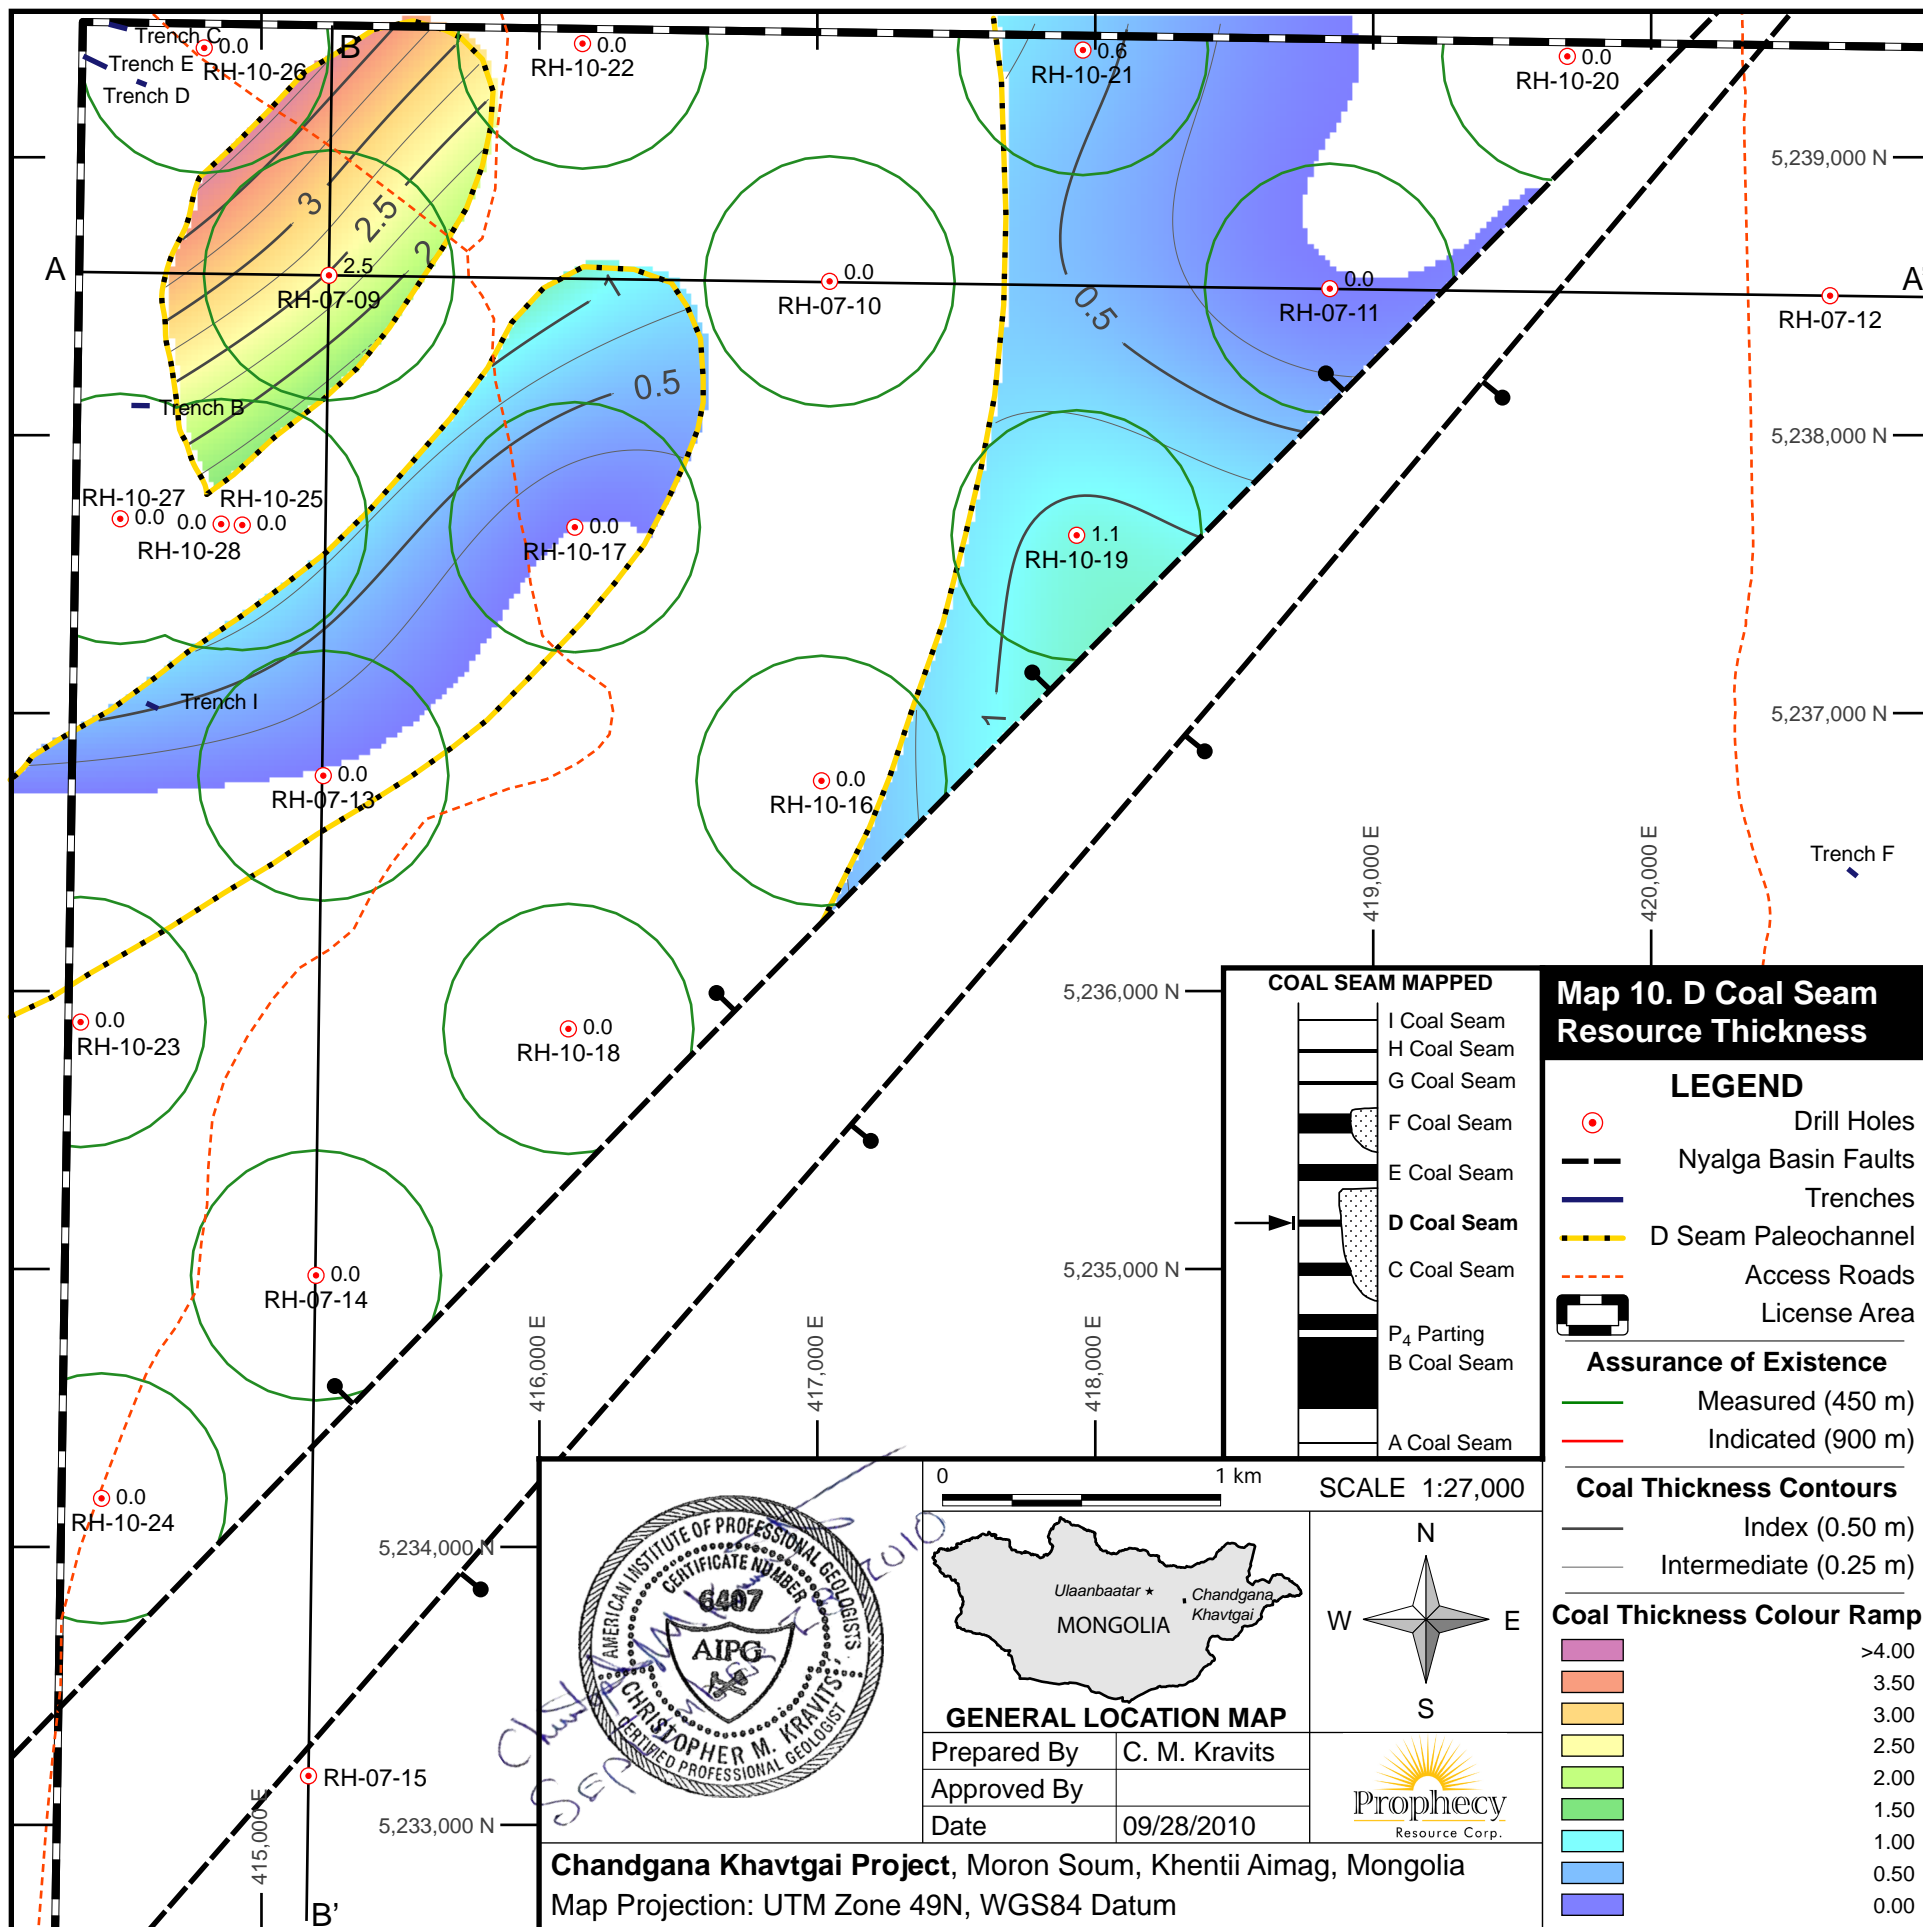 Trench C
0.0
RH-10-26
B
Trench E
Trench D
0.0
RH-10-22
0.6
RH-10-21
0.0
RH-10-20
5,239,000 N
3
2.5
2
A
2.5
RH-07-09
1
0.0
RH-07-10
0.5
0.0
RH-07-11
A'
RH-07-12
0.5
Trench B
5,238,000 N
RH-10-27
RH-10-25
0.0
0.0
0.0
RH-10-28
0.0
RH-10-17
1.1
RH-10-19
Trench I
1
5,237,000 N
0.0
RH-07-13
0.0
RH-10-16
419,000 E
420,000 E
Trench F
0.0
RH-10-23
0.0
RH-10-18
5,236,000 N
0.0
RH-07-14
5,235,000 N
416,000 E
417,000 E
418,000 E
0.0
RH-10-24
5,234,000 N
RH-07-15
415,000 E
5,233,000 N
B'
COAL SEAM MAPPED
I Coal Seam
H Coal Seam
G Coal Seam
F Coal Seam
E Coal Seam
D Coal Seam
C Coal Seam
P4 Parting
B Coal Seam
A Coal Seam
Map 10. D Coal Seam
Resource Thickness
LEGEND
Drill Holes
Nyalga Basin Faults
Trenches
D Seam Paleochannel
Access Roads
License Area
Assurance of Existence
Measured (450 m)
Indicated (900 m)
Coal Thickness Contours
Index (0.50 m)
Intermediate (0.25 m)
Coal Thickness Colour Ramp
>4.00
3.50
3.00
2.50
2.00
1.50
1.00
0.50
0.00
0 1 km
SCALE 1:27,000
AMERICAN INSTITUTE OF PROFESSIONAL GEOLOGISTS
CERTIFICATE NUMBER
6407
AIPG
CHRISTOPHER M. KRAVITS
CERTIFIED PROFESSIONAL GEOLOGIST
2010
Ulaanbaatar
Chandgana
Khavtgai
MONGOLIA
GENERAL LOCATION MAP
N
W E
S
Prepared By C. M. Kravits
Approved By
Date 09/28/2010
Prophecy
Resource Corp.
Chandgana Khavtgai Project, Moron Soum, Khentii Aimag, Mongolia
Map Projection: UTM Zone 49N, WGS84 Datum